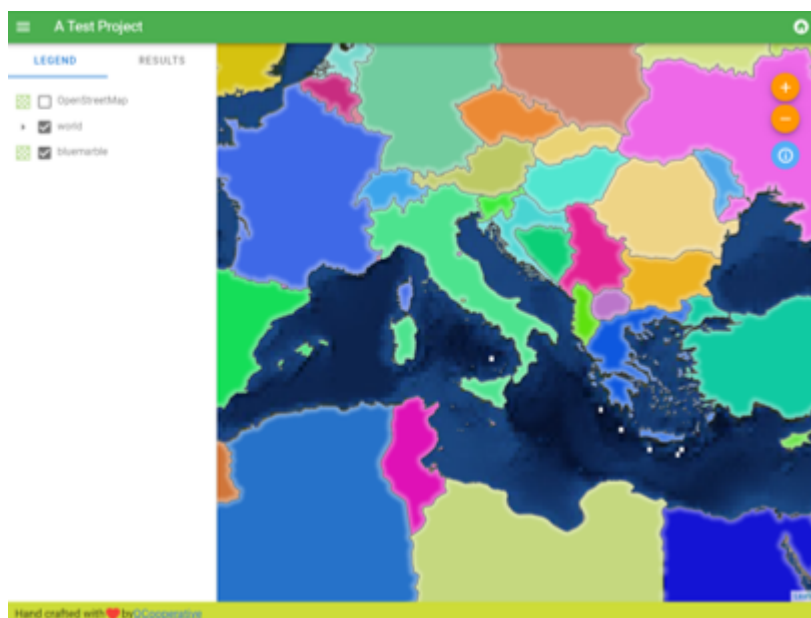 A Test Project
LEGEND RESULTS
OpenStreetMap
world
bluemarble
Hand crafted with ❤ by QCooperative